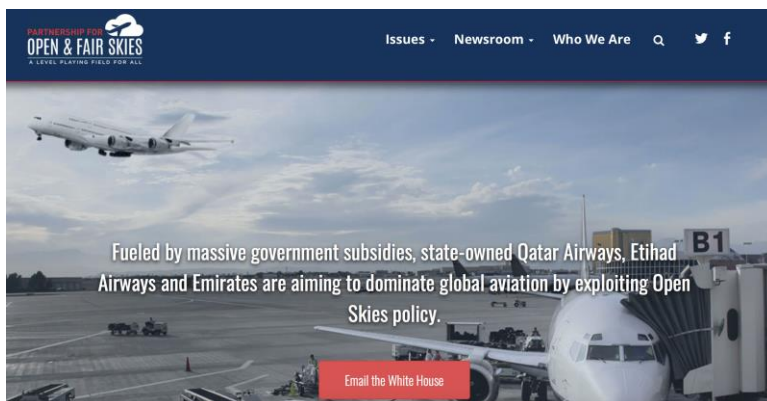 PARTNERSHIP FOR
OPEN & FAIR SKIES
A LEVEL PLAYING FIELD FOR ALL
Issues
Newsroom
Who We Are
B1
Fueled by massive government subsidies, state-owned Qatar Airways, Etihad
Airways and Emirates are aiming to dominate global aviation by exploiting Open
Skies policy.
Email the White House